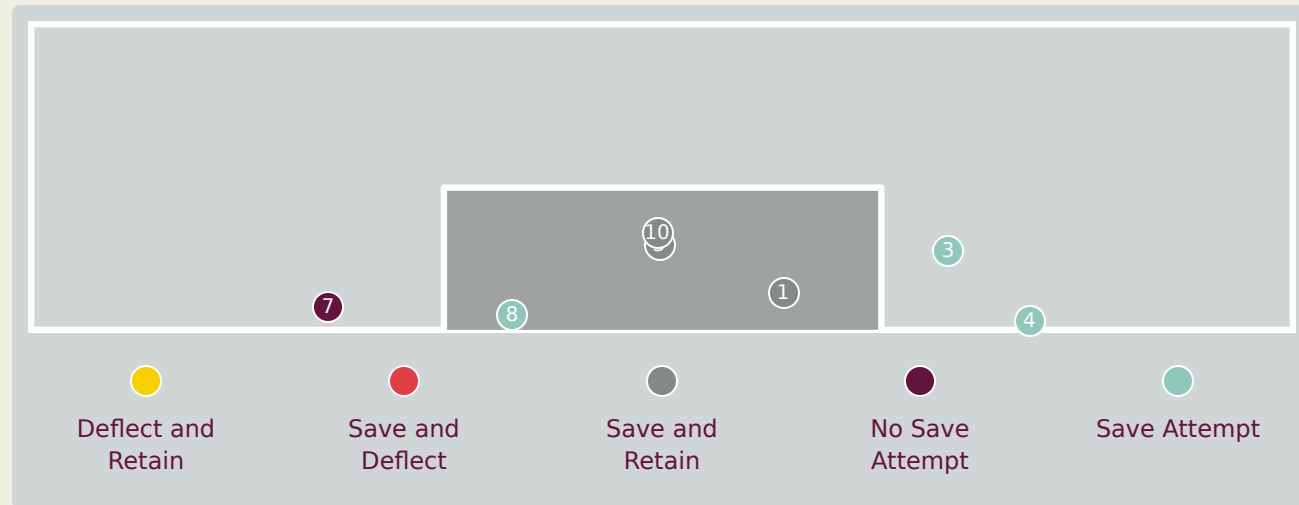 10
3
1
7
8
4
Deflect and
Retain
Save and
Deflect
Save and
Retain
No Save
Attempt
Save Attempt